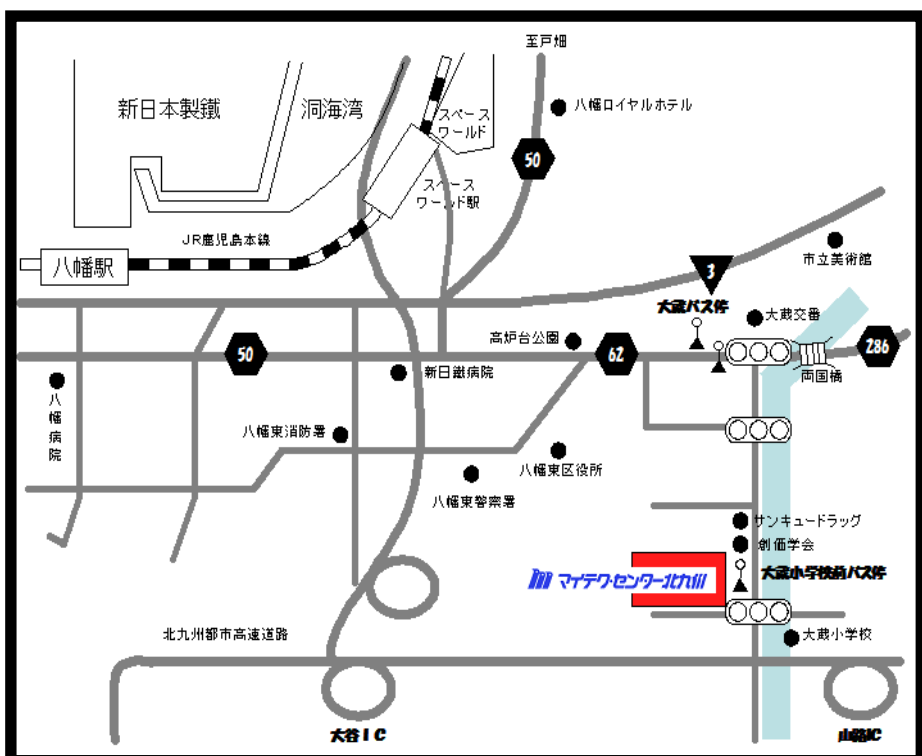 至戸畑
新日本製鐵
洞海湾
スペース
ワールド
八幡ロイヤルホテル
50
スペース
ワールド駅
JR鹿児島本線
八幡駅
市立美術館
3
大蔵バス停
大蔵交番
高炉台公園
50
62
286
新日鐵病院
両国橋
八幡病院
八幡東消防署
八幡東区役所
八幡東警察署
サンキュードラッグ
創価学会
マイテク・センター北九州
大蔵小学校前バス停
北九州都市高速道路
大蔵小学校
大谷IC
山路IC